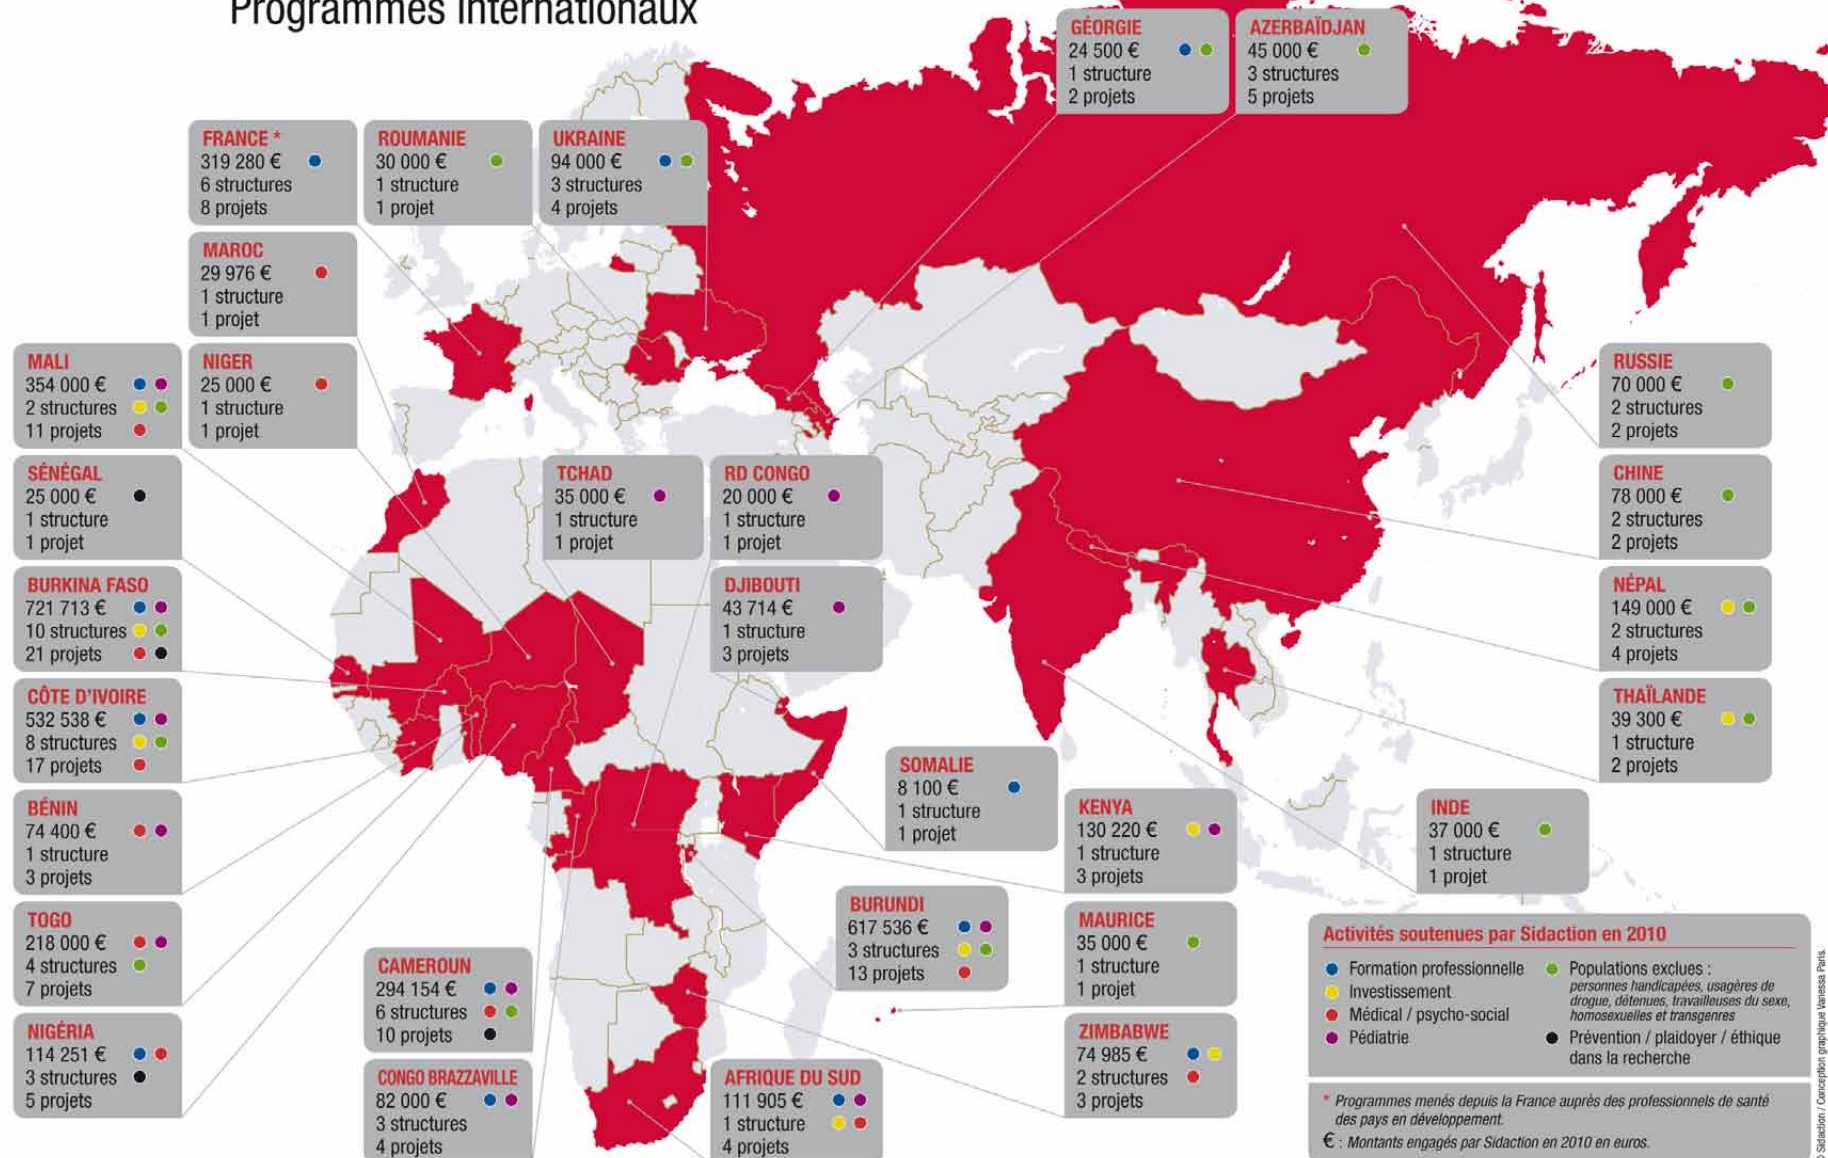 Programmes internationaux
GÉORGIE
24 500 €
1 structure
2 projets
AZERBAÏDJAN
45 000 €
3 structures
5 projets
FRANCE *
319 280 €
6 structures
8 projets
ROUMANIE
30 000 €
1 structure
1 projet
UKRAINE
94 000 €
3 structures
4 projets
MAROC
29 976 €
1 structure
1 projet
MALI
354 000 €
2 structures
11 projets
NIGER
25 000 €
1 structure
1 projet
RUSSIE
70 000 €
2 structures
2 projets
SÉNÉGAL
25 000 €
1 structure
1 projet
TCHAD
35 000 €
1 structure
1 projet
RD CONGO
20 000 €
1 structure
1 projet
CHINE
78 000 €
2 structures
2 projets
BURKINA FASO
721 713 €
10 structures
21 projets
DJIBOUTI
43 714 €
1 structure
3 projets
NÉPAL
149 000 €
2 structures
4 projets
CÔTE D'IVOIRE
532 538 €
8 structures
17 projets
THAÏLANDE
39 300 €
1 structure
2 projets
SOMALIE
8 100 €
1 structure
1 projet
BÉNIN
74 400 €
1 structure
3 projets
KENYA
130 220 €
1 structure
3 projets
INDE
37 000 €
1 structure
1 projet
BURUNDI
617 536 €
3 structures
13 projets
TOGO
218 000 €
4 structures
7 projets
MAURICE
35 000 €
1 structure
1 projet
CAMEROUN
294 154 €
6 structures
10 projets
NIGÉRIA
114 251 €
3 structures
5 projets
ZIMBABWE
74 985 €
2 structures
3 projets
CONGO BRAZZAVILLE
82 000 €
3 structures
4 projets
AFRIQUE DU SUD
111 905 €
1 structure
4 projets
Activités soutenues par Sidaction en 2010
Formation professionnelle
Investissement
Médical / psycho-social
Pédiatrie
Populations exclues :
personnes handicapées, usagères de
drogue, détenues, travailleuses du sexe,
homosexuelles et transgenres
Prévention / plaidoyer / éthique
dans la recherche
* Programmes menés depuis la France auprès des professionnels de santé
des pays en développement.
€ : Montants engagés par Sidaction en 2010 en euros.
© Sidaction / Conception graphique Vanessa Paris.